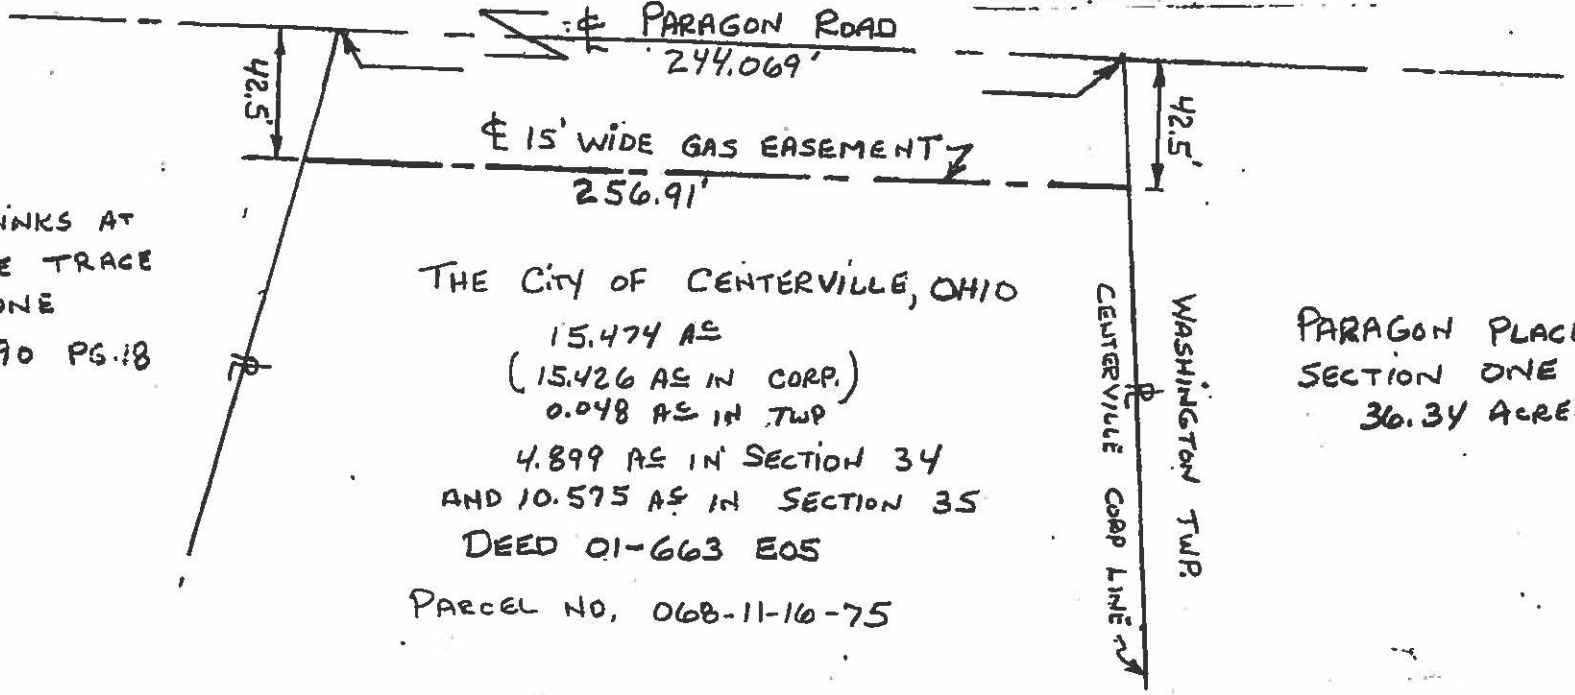 ℄ PARAGON ROAD
244.069'
42.5'
42.5'
℄ 15' WIDE GAS EASEMENT
256.91'
AT
TRACE
ONE
90 PG. 18
THE CITY OF CENTERVILLE, OHIO
15.474 AC
(15.426 AC IN CORP.)
0.048 AC IN TWP
4.899 AC IN SECTION 34
AND 10.575 AC IN SECTION 35
DEED 01-663 E05
PARCEL NO. 068-11-16-75
PL
CENTERVILLE CORP LINE
PL
WASHINGTON TWP.
PARAGON PLACE
SECTION ONE
36.34 ACRE